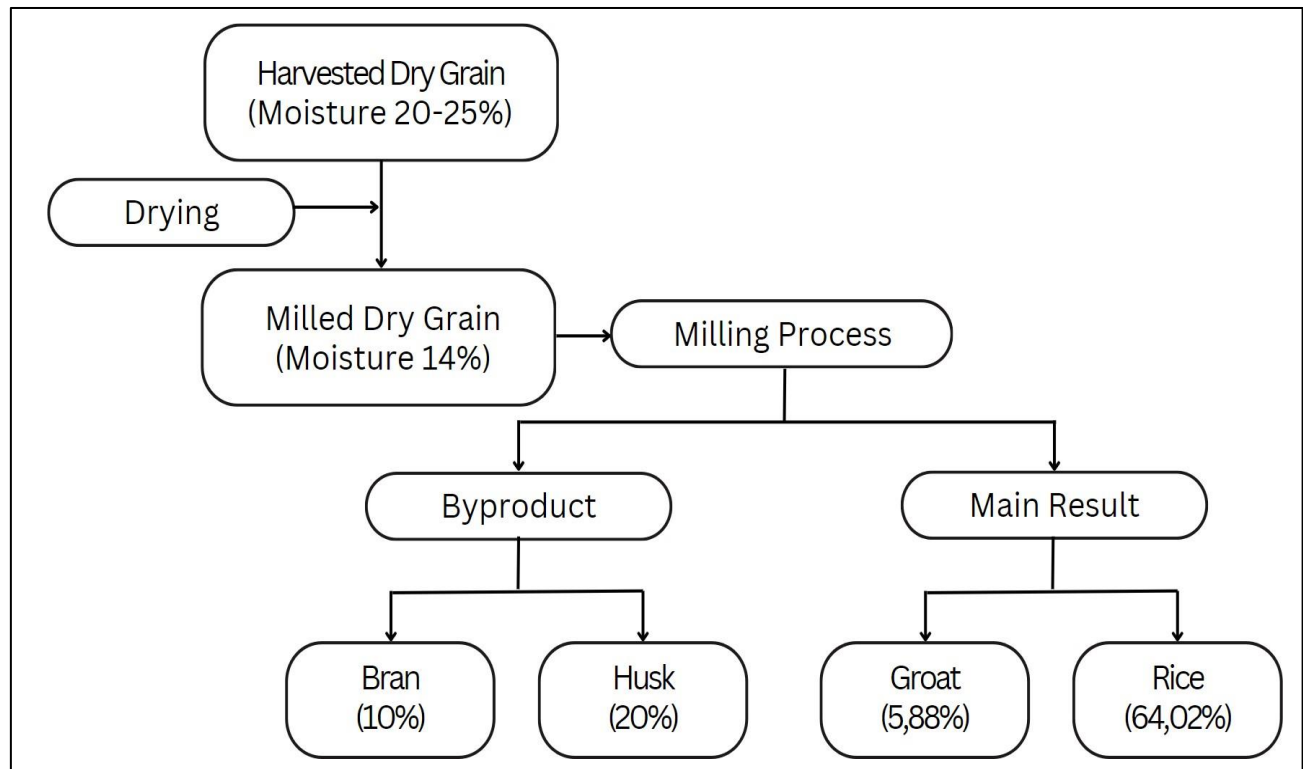 Harvested Dry Grain
(Moisture 20-25%)
Drying
Milled Dry Grain
(Moisture 14%)
Milling Process
Byproduct
Main Result
Bran
(10%)
Husk
(20%)
Groat
(5,88%)
Rice
(64,02%)